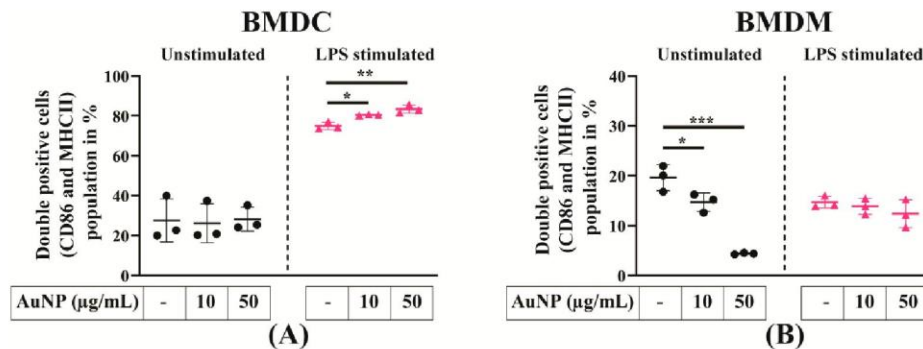 BMDC
Unstimulated
LPS stimulated
Double positive cells
(CD86 and MHCII)
population in %
100
80
60
40
20
0
*
**
AuNP (µg/mL)
-
10
50
-
10
50
(A)
BMDM
Unstimulated
LPS stimulated
Double positive cells
(CD86 and MHCII)
population in %
40
30
20
10
0
***
*
AuNP (µg/mL)
-
10
50
-
10
50
(B)